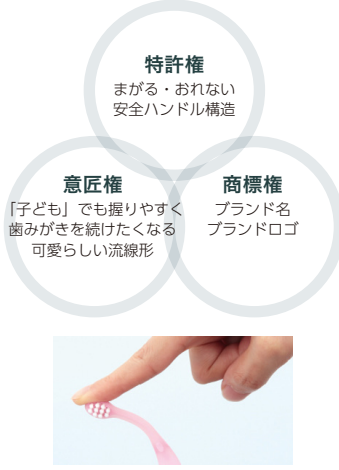 特許権
まがる・おれない
安全ハンドル構造
意匠権
「子ども」でも握りやすく
歯みがきを続けたくなる
可愛らしい流線形
商標権
ブランド名
ブランドロゴ